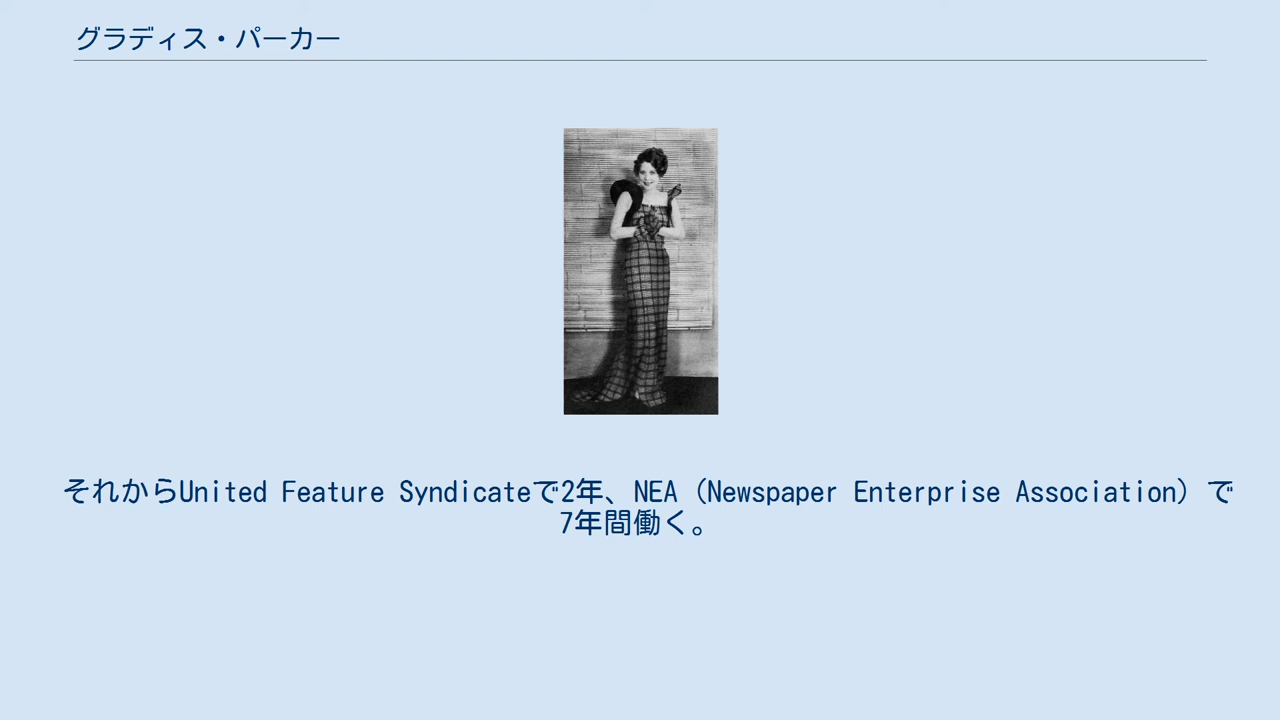 グラディス・パーカー
それからUnited Feature Syndicateで2年、NEA（Newspaper Enterprise Association）で
7年間働く。